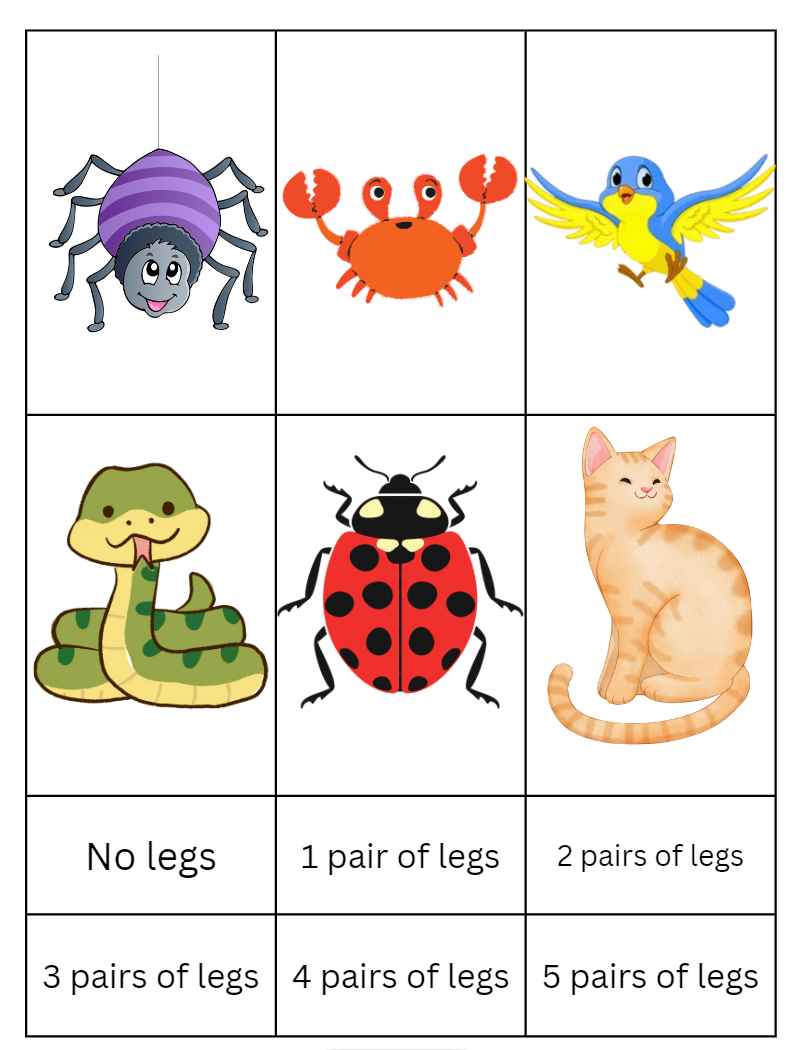 No legs
1 pair of legs
2 pairs of legs
3 pairs of legs
4 pairs of legs
5 pairs of legs